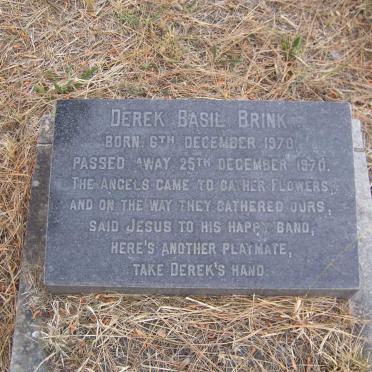 DEREK BASIL BRINK
BORN. 6TH DECEMBER 1970.
PASSED AWAY 25TH DECEMBER 1970.
THE ANGELS CAME TO GATHER FLOWERS,
AND ON THE WAY THEY GATHERED OURS,
SAID JESUS TO HIS HAPPY BAND,
HERE'S ANOTHER PLAYMATE,
TAKE DEREK'S HAND.